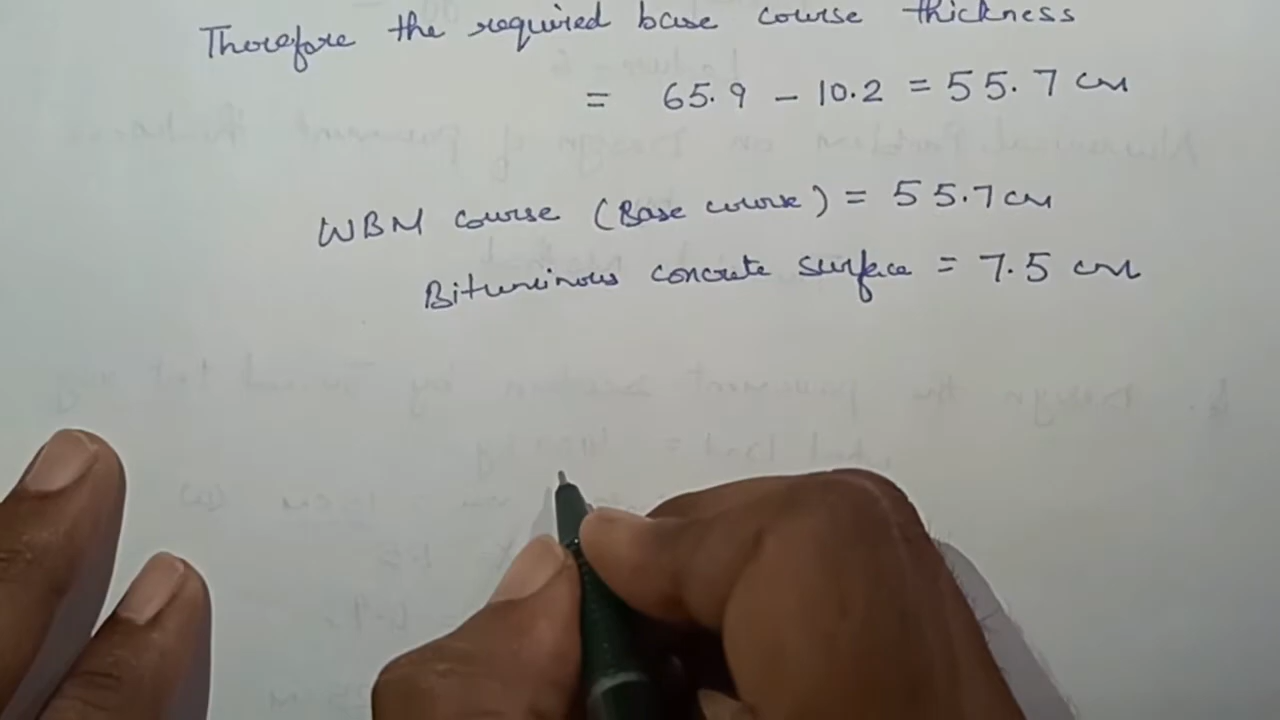 Therefore the required base course thickness
= 65.9 - 10.2 = 55.7 cm
WBM course (Base course) = 55.7 cm
Bituminous concrete surface = 7.5 cm